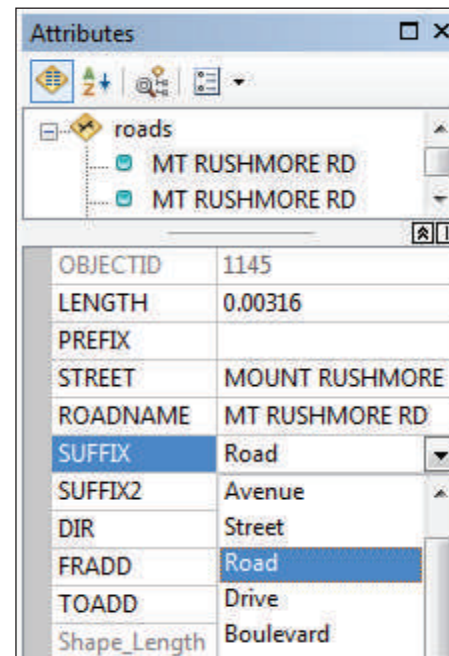 Attributes
roads
MT RUSHMORE RD
MT RUSHMORE RD
OBJECTID 1145
LENGTH 0.00316
PREFIX
STREET MOUNT RUSHMORE
ROADNAME MT RUSHMORE RD
SUFFIX Road
SUFFIX2 Avenue
DIR Street
FRADD Road
TOADD Drive
Shape_Length Boulevard